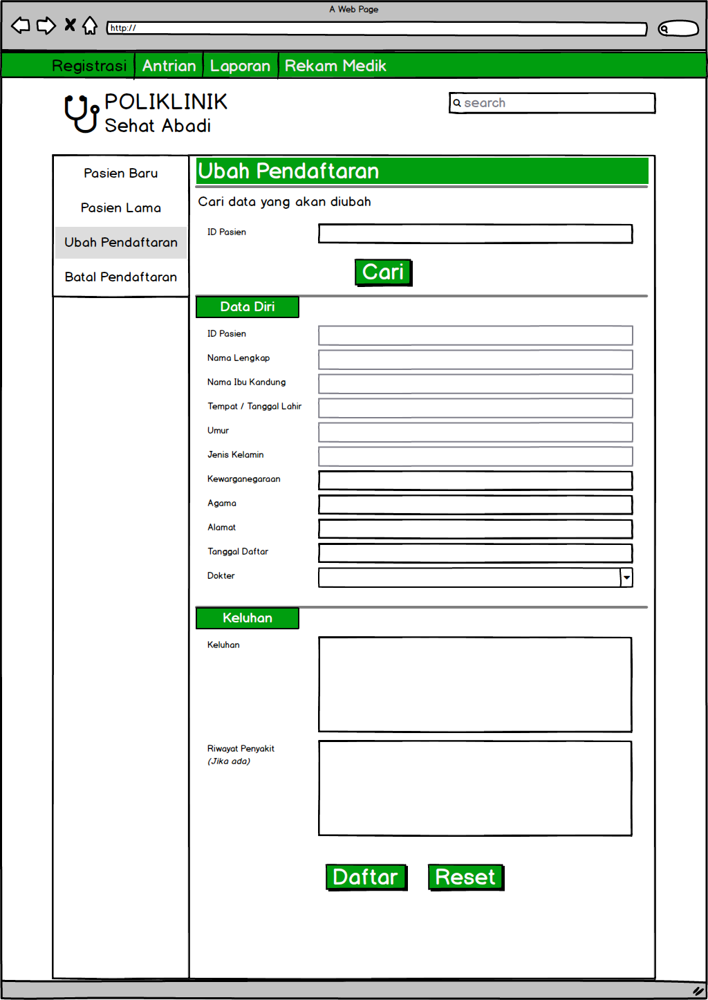 A Web Page
http://
Registrasi
Antrian
Laporan
Rekam Medik
POLIKLINIK
Sehat Abadi
search
Pasien Baru
Pasien Lama
Ubah Pendaftaran
Batal Pendaftaran
Ubah Pendaftaran
Cari data yang akan diubah
ID Pasien
Cari
Data Diri
ID Pasien
Nama Lengkap
Nama Ibu Kandung
Tempat / Tanggal Lahir
Umur
Jenis Kelamin
Kewarganegaraan
Agama
Alamat
Tanggal Daftar
Dokter
Keluhan
Keluhan
Riwayat Penyakit
(Jika ada)
Daftar
Reset